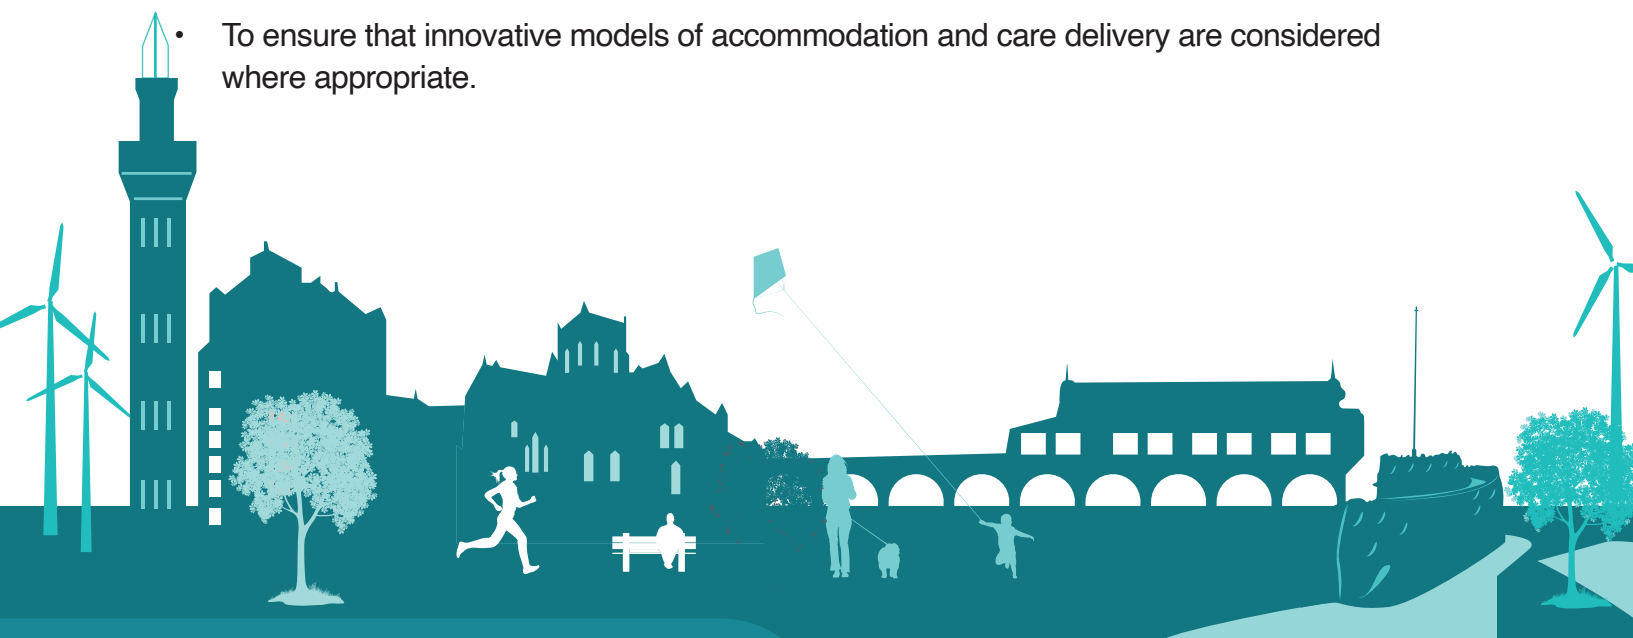 • To ensure that innovative models of accommodation and care delivery are considered
where appropriate.